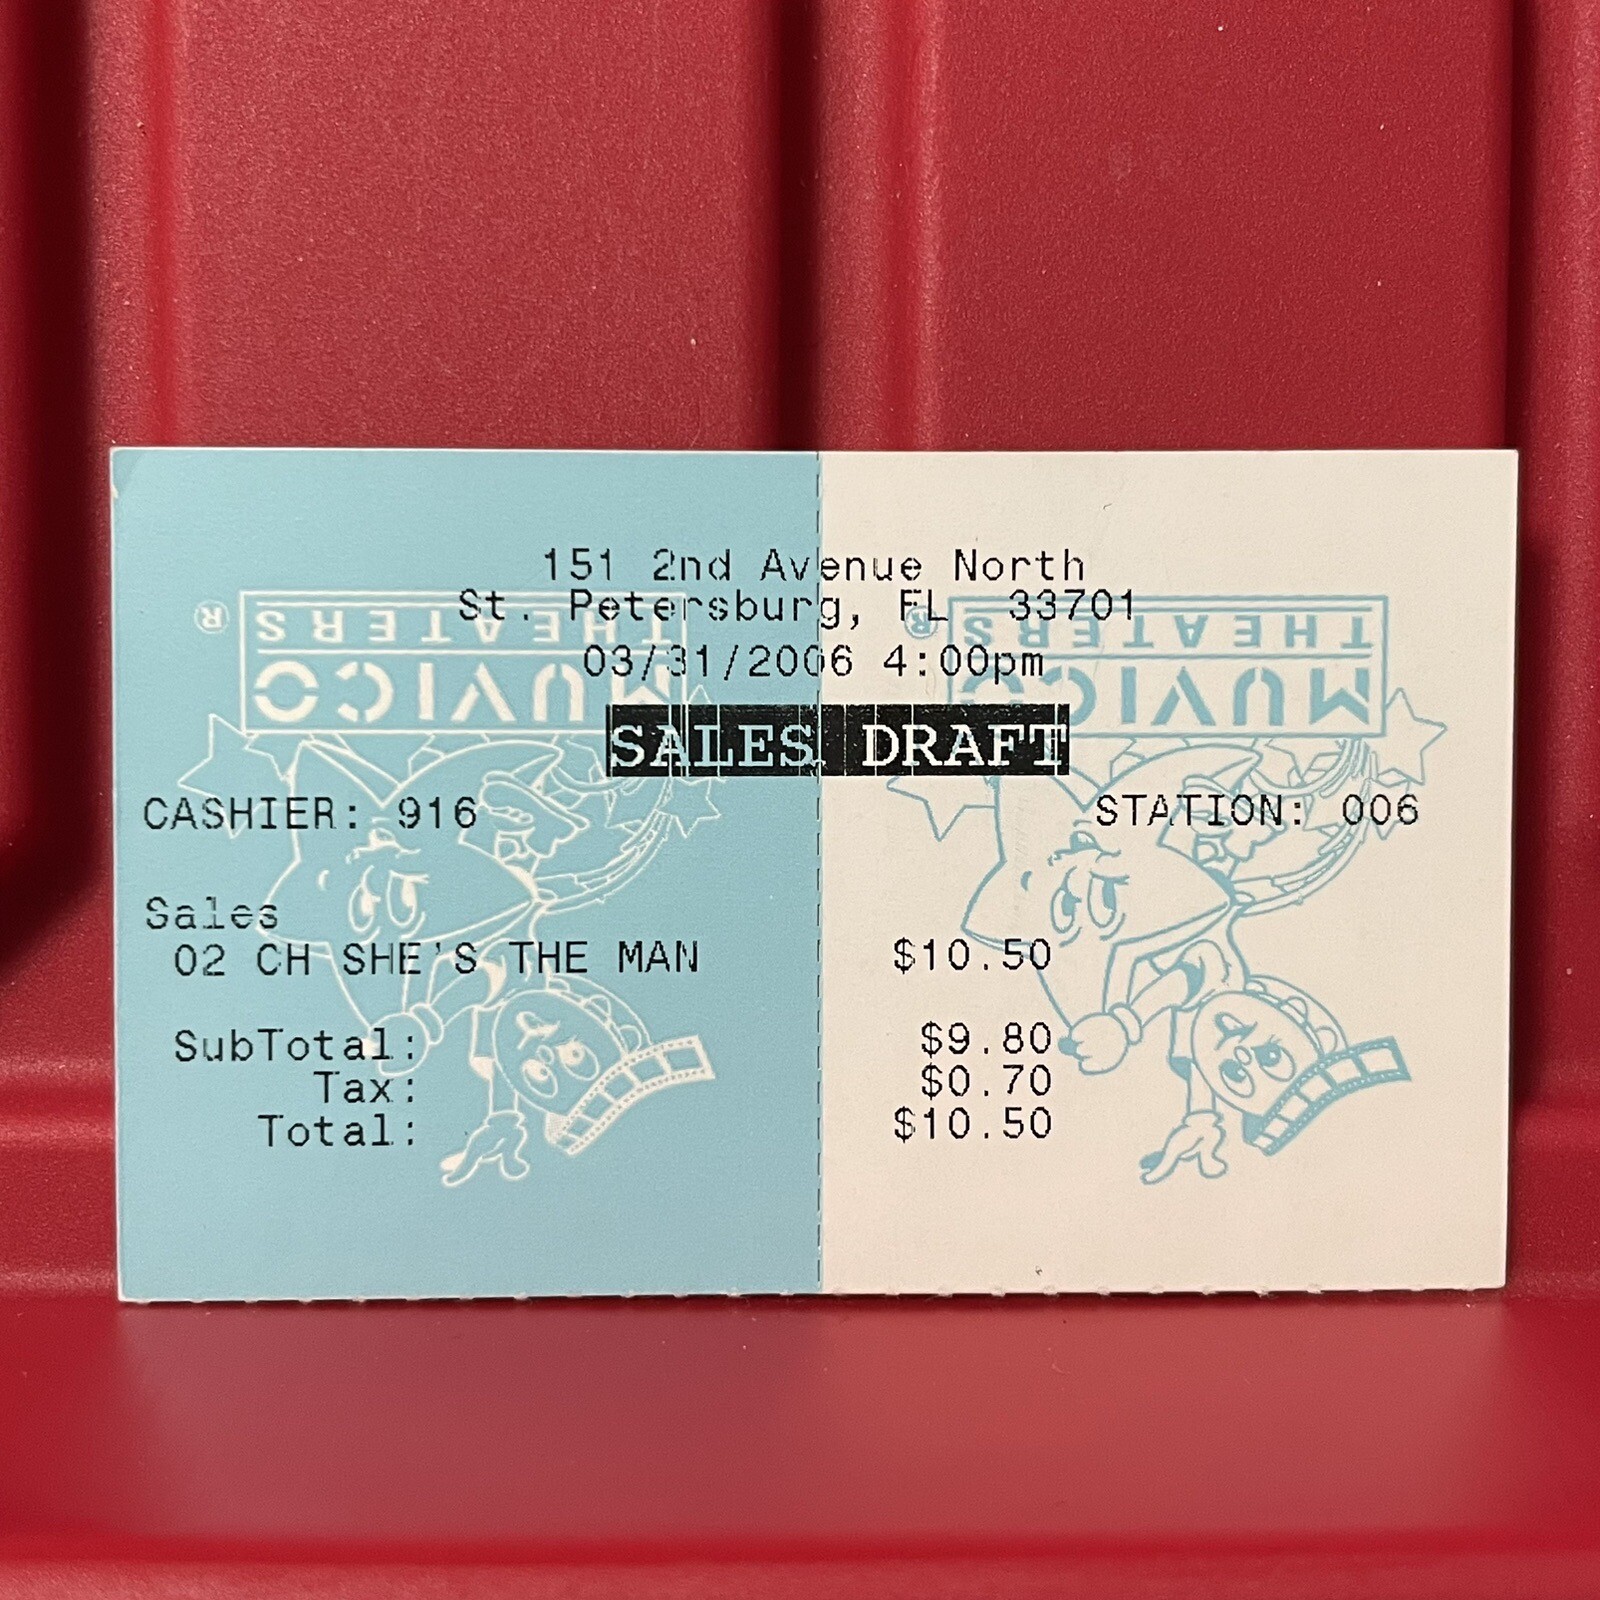 151 2nd Avenue North
St. Petersburg, FL 33701
03/31/2006 4:00pm
SALES DRAFT
CASHIER: 916 STATION: 006
Sales
02 CH SHE'S THE MAN $10.50
SubTotal: $9.80
Tax: $0.70
Total: $10.50
MUVICO THEATERS®
MUVICO THEATERS®